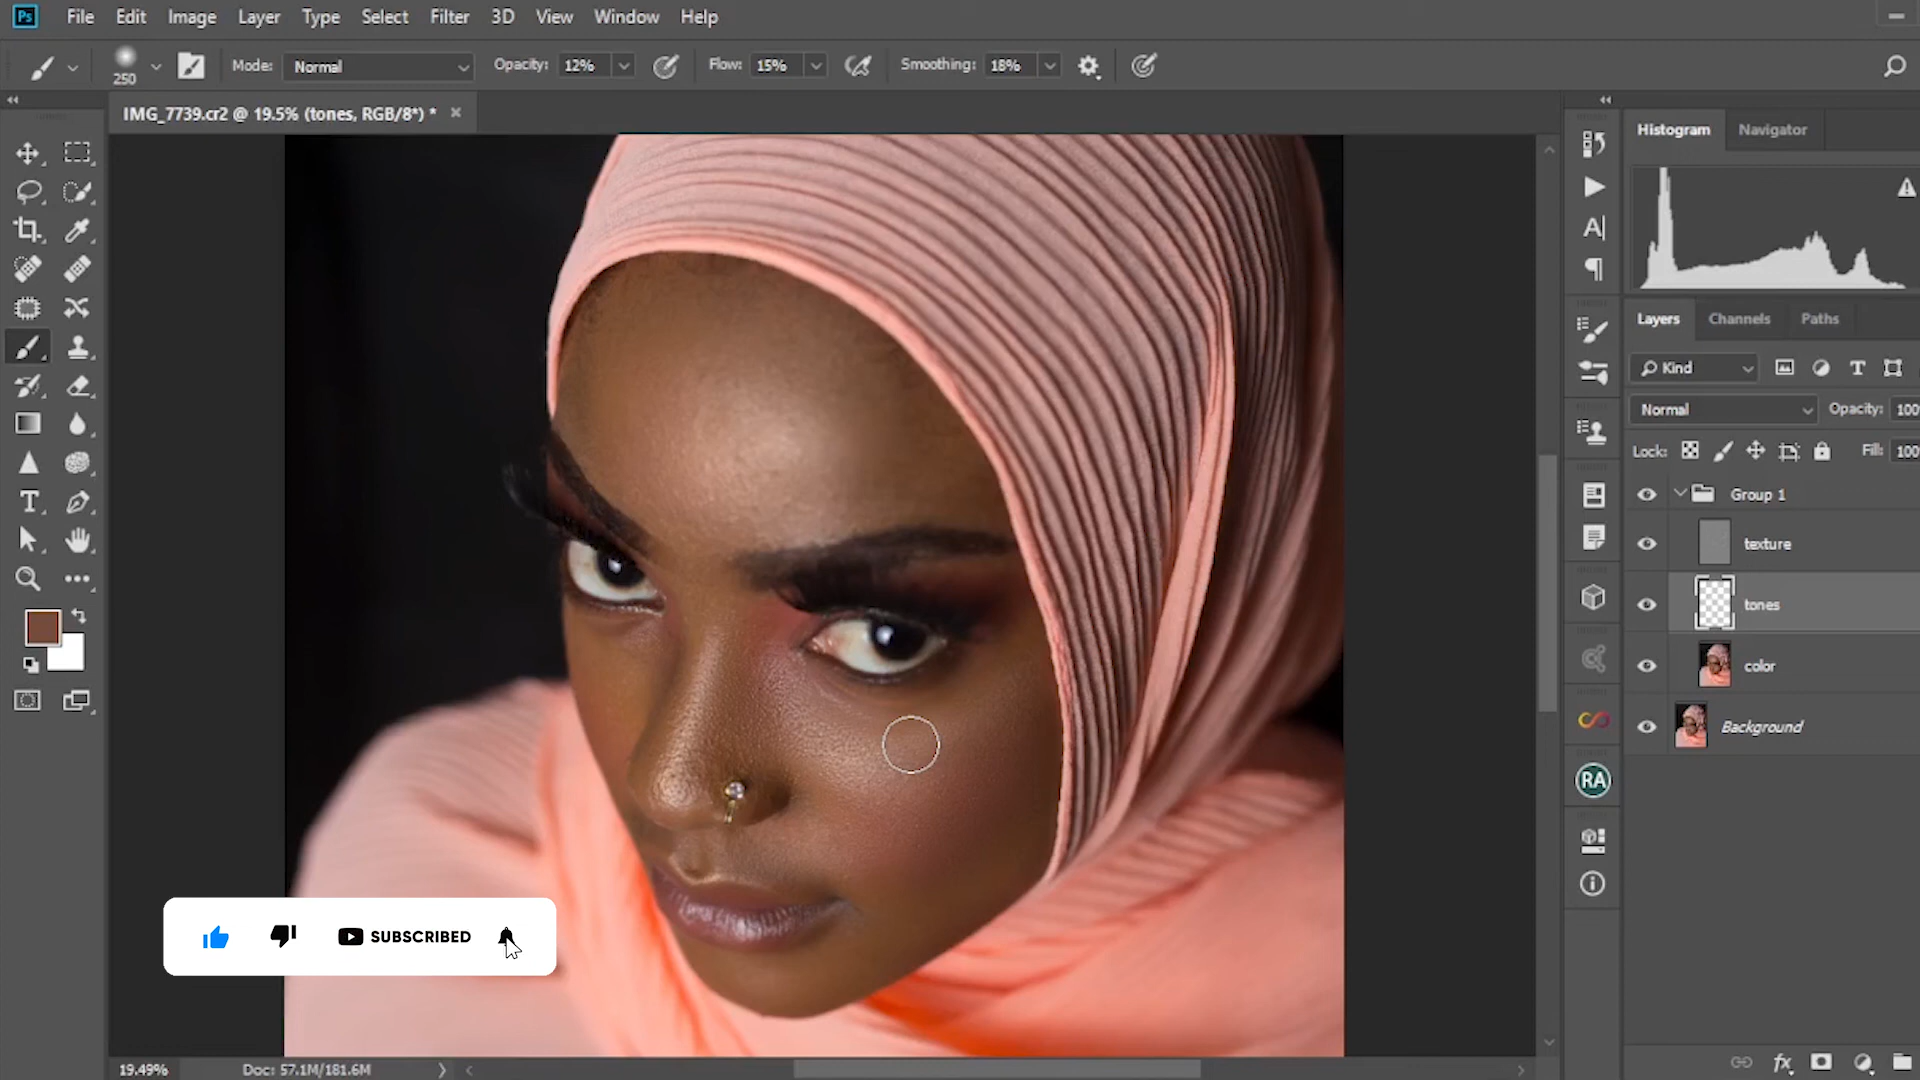 Ps File Edit Image Layer Type Select Filter 3D View Window Help
250 Mode: Normal Opacity: 12% Flow: 15% Smoothing: 18%
IMG_7739.cr2 @ 19.5% (tones, RGB/8*) * ×
Histogram Navigator
Layers Channels Paths
Kind
Normal Opacity: 100
Lock: Fill: 100
Group 1
texture
tones
color
Background
RA
SUBSCRIBED
19.49% Doc: 57.1M/181.6M